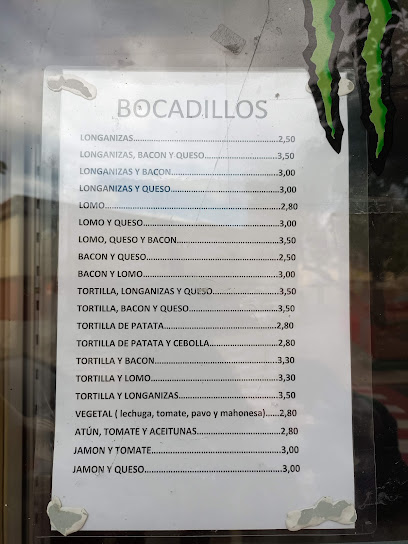 BOCADILLOS
LONGANIZAS..................................................2,50
LONGANIZAS, BACON Y QUESO..........................3,50
LONGANIZAS Y BACON.....................................3,00
LONGANIZAS Y QUESO.....................................3,00
LOMO...........................................................2,80
LOMO Y QUESO..............................................3,00
LOMO, QUESO Y BACON...................................3,50
BACON Y QUESO.............................................2,50
BACON Y LOMO..............................................3,00
TORTILLA, LONGANIZAS Y QUESO.......................3,50
TORTILLA, BACON Y QUESO...............................3,50
TORTILLA DE PATATA.......................................2,80
TORTILLA DE PATATA Y CEBOLLA........................2,80
TORTILLA Y BACON..........................................3,30
TORTILLA Y LOMO...........................................3,30
TORTILLA Y LONGANIZAS..................................3,50
VEGETAL ( lechuga, tomate, pavo y mahonesa)......2,80
ATÚN, TOMATE Y ACEITUNAS.............................2,80
JAMON Y TOMATE...........................................3,00
JAMON Y QUESO.............................................3,00